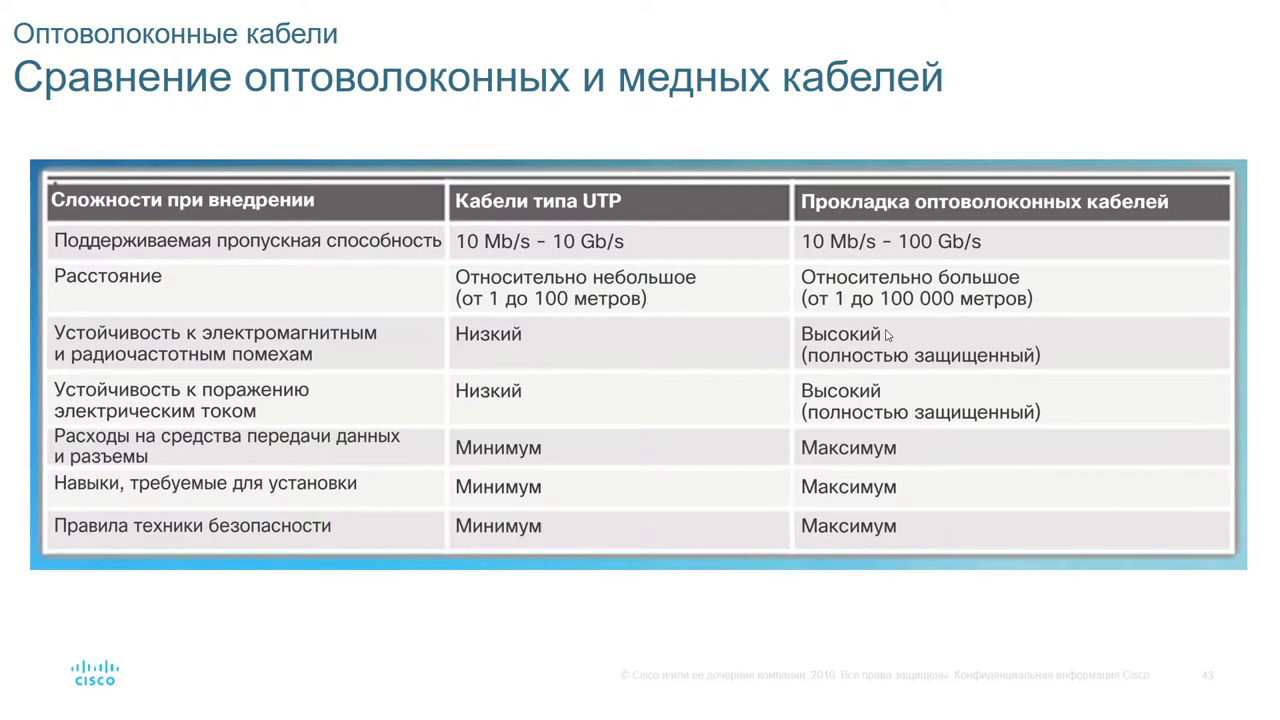 Оптоволоконные кабели
Сравнение оптоволоконных и медных кабелей
Сложности при внедрении
Кабели типа UTP
Прокладка оптоволоконных кабелей
Поддерживаемая пропускная способность
10 Mb/s - 10 Gb/s
10 Mb/s - 100 Gb/s
Расстояние
Относительно небольшое
(от 1 до 100 метров)
Относительно большое
(от 1 до 100 000 метров)
Устойчивость к электромагнитным
и радиочастотным помехам
Низкий
Высокий
(полностью защищенный)
Устойчивость к поражению
электрическим током
Низкий
Высокий
(полностью защищенный)
Расходы на средства передачи данных
и разъемы
Минимум
Максимум
Навыки, требуемые для установки
Минимум
Максимум
Правила техники безопасности
Минимум
Максимум
CISCO
© Cisco и/или ее дочерние компании, 2016. Все права защищены. Конфиденциальная информация Cisco
43